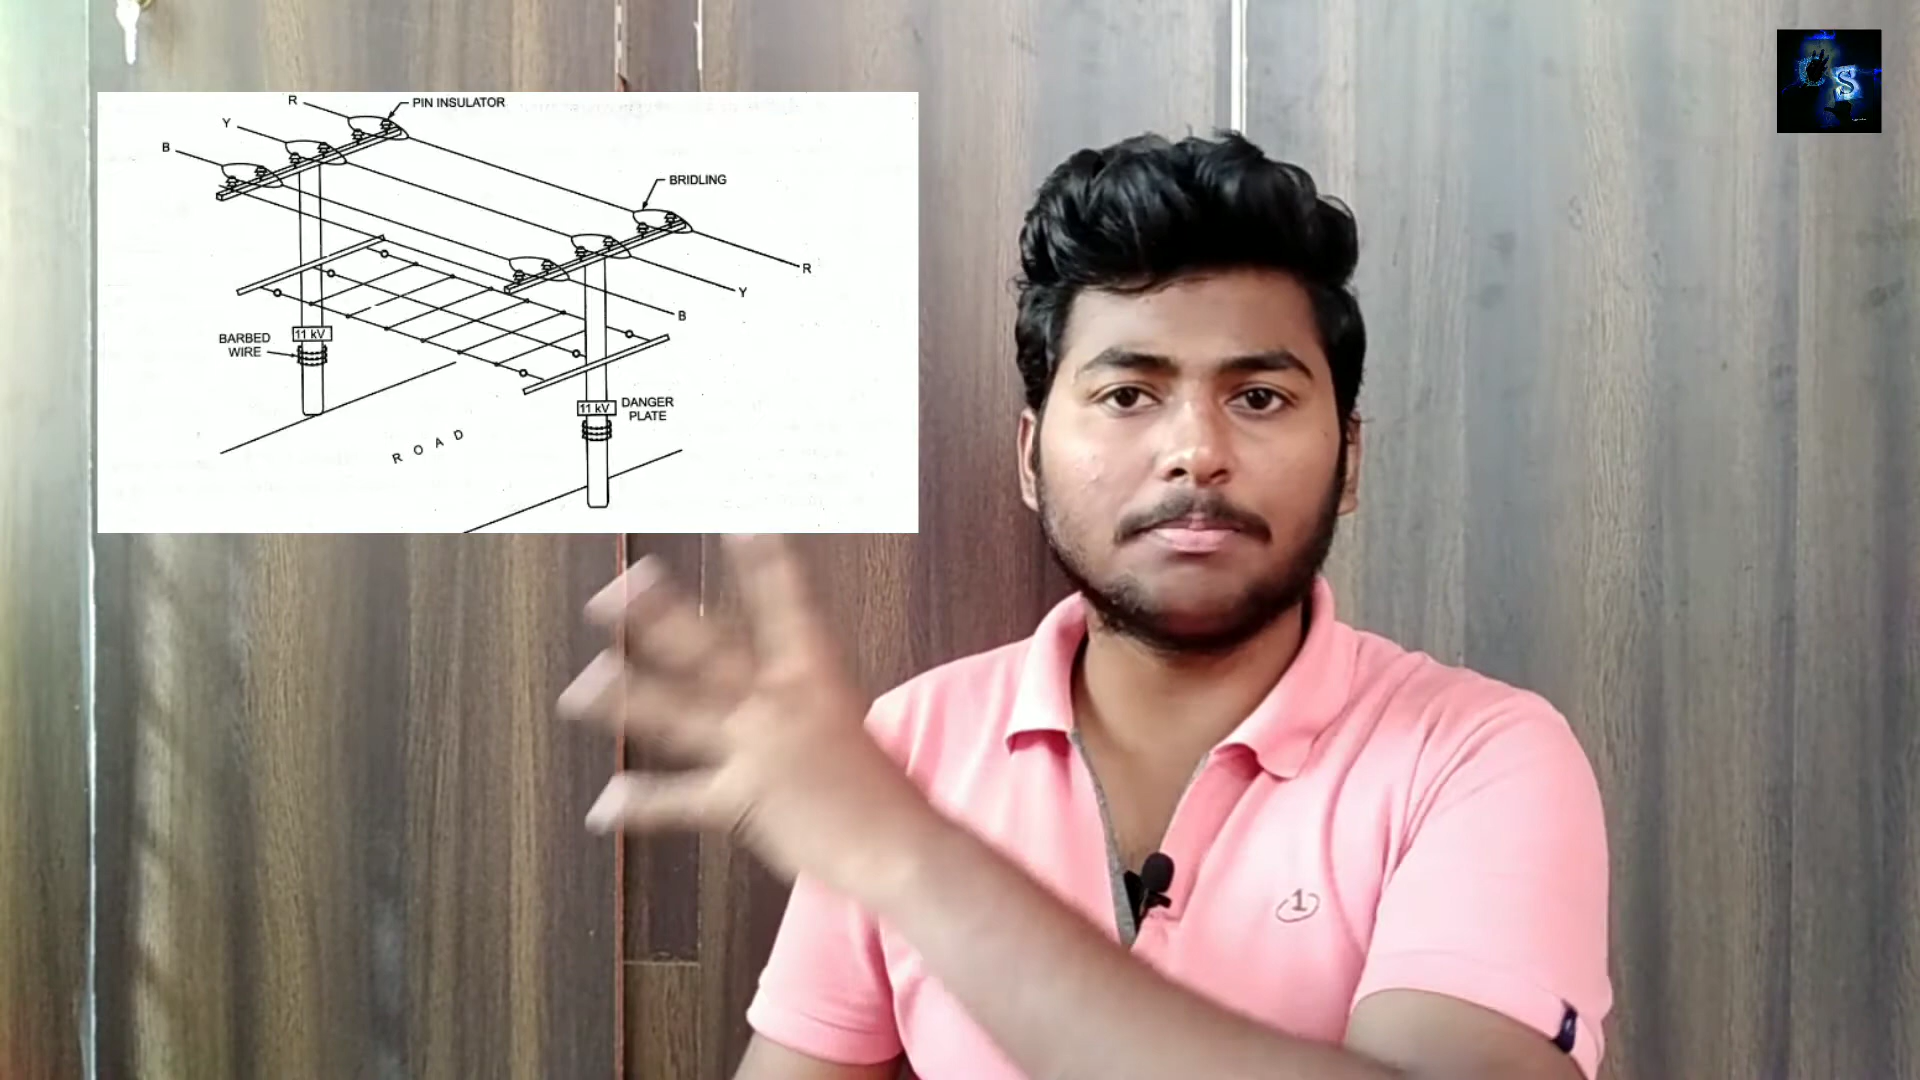 R
PIN INSULATOR
Y
B
BRIDLING
R
Y
B
BARBED
WIRE
11 kV
11 kV
DANGER
PLATE
ROAD
S
1